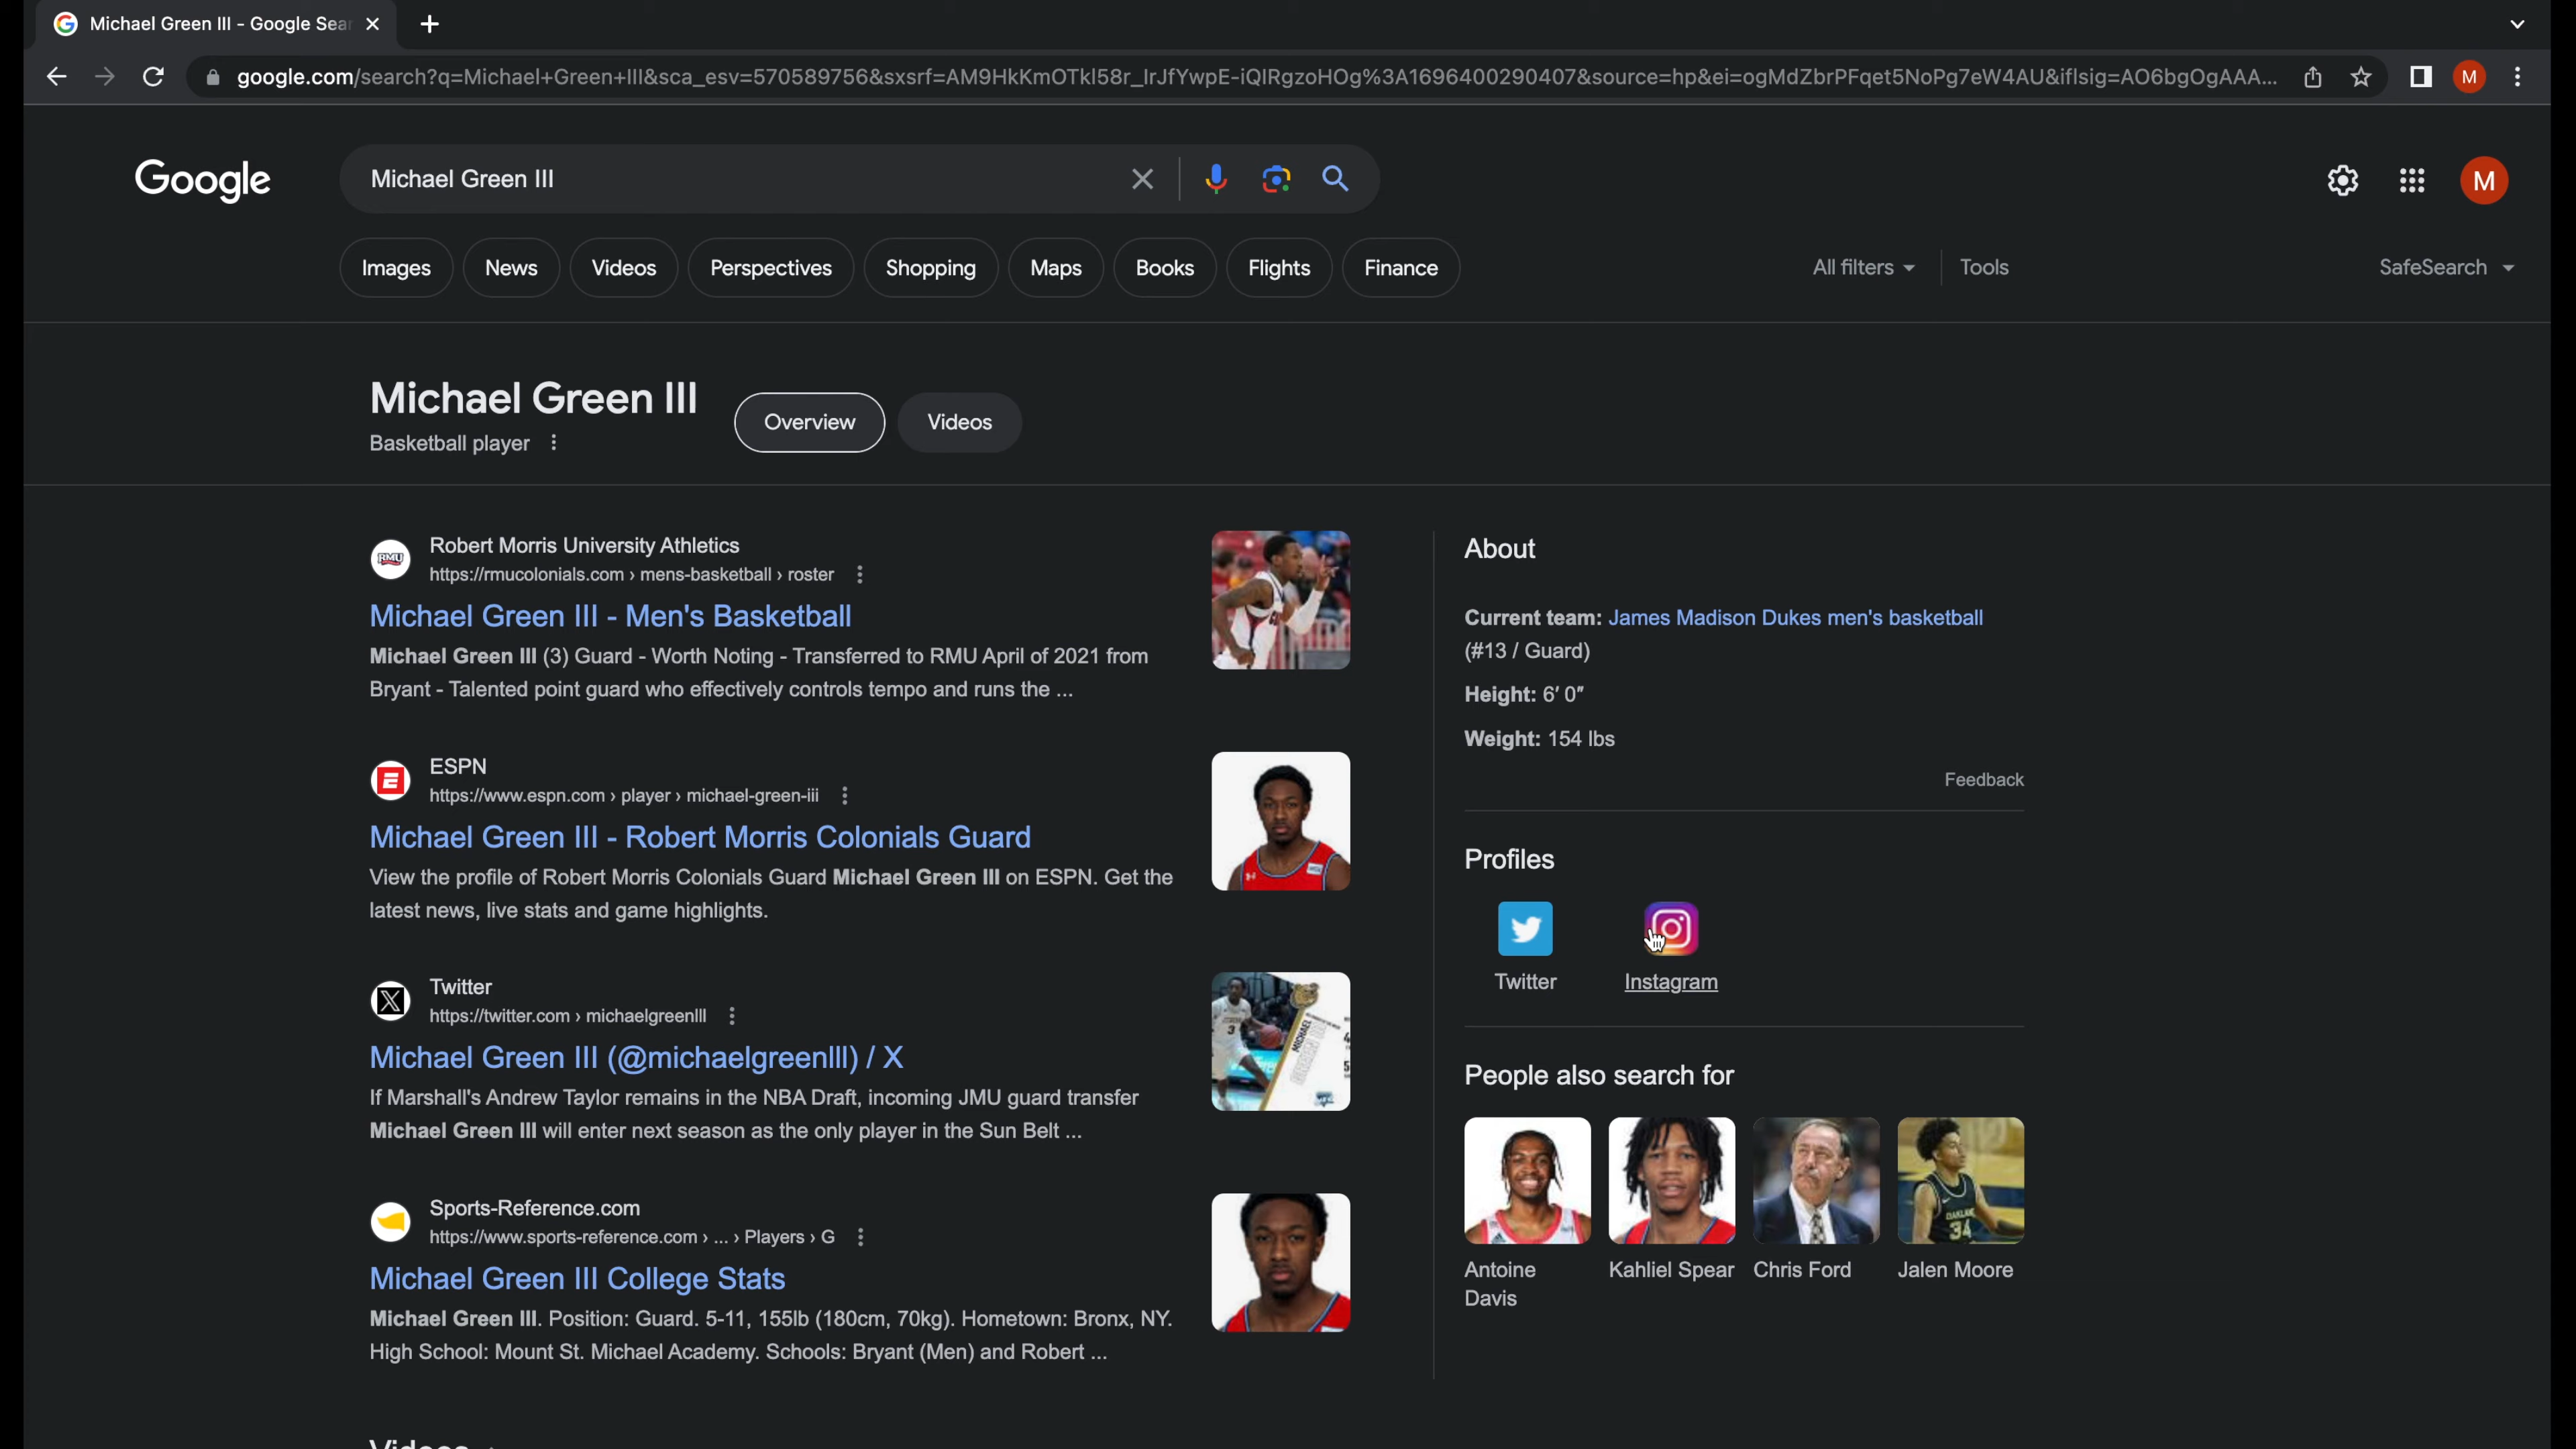 Michael Green III - Google Sear
google.com/search?q=Michael+Green+III&sca_esv=570589756&sxsrf=AM9HkKmOTkl58r_IrJfYwpE-iQIRgzoHOg%3A1696400290407&source=hp&ei=ogMdZbrPFqet5NoPg7eW4AU&iflsig=AO6bgOgAAA...
M
Google
Michael Green III
M
Images
News
Videos
Perspectives
Shopping
Maps
Books
Flights
Finance
All filters
Tools
SafeSearch
Michael Green III
Basketball player
Overview
Videos
RMU
Robert Morris University Athletics
https://rmucolonials.com › mens-basketball › roster
Michael Green III - Men's Basketball
Michael Green III (3) Guard - Worth Noting - Transferred to RMU April of 2021 from
Bryant - Talented point guard who effectively controls tempo and runs the ...
ESPN
https://www.espn.com › player › michael-green-iii
Michael Green III - Robert Morris Colonials Guard
View the profile of Robert Morris Colonials Guard Michael Green III on ESPN. Get the
latest news, live stats and game highlights.
Twitter
https://twitter.com › michaelgreenlll
Michael Green III (@michaelgreenlll) / X
If Marshall's Andrew Taylor remains in the NBA Draft, incoming JMU guard transfer
Michael Green III will enter next season as the only player in the Sun Belt ...
3
MICHAEL
GREEN III
Sports-Reference.com
https://www.sports-reference.com › ... › Players › G
Michael Green III College Stats
Michael Green III. Position: Guard. 5-11, 155lb (180cm, 70kg). Hometown: Bronx, NY.
High School: Mount St. Michael Academy. Schools: Bryant (Men) and Robert ...
Videos
About
Current team: James Madison Dukes men's basketball
(#13 / Guard)
Height: 6′ 0″
Weight: 154 lbs
Feedback
Profiles
Twitter
Instagram
People also search for
OAKLAND
34
Antoine
Davis
Kahliel Spear
Chris Ford
Jalen Moore